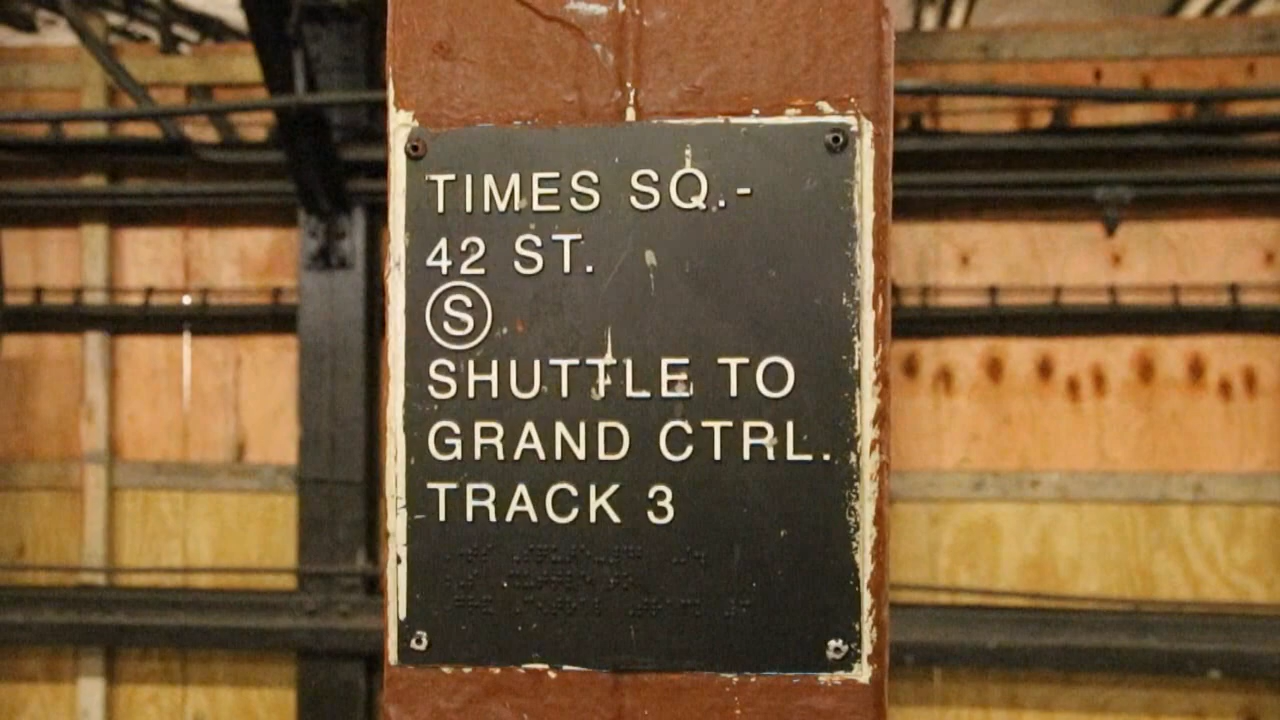 TIMES SQ.-
42 ST.
S
SHUTTLE TO
GRAND CTRL.
TRACK 3